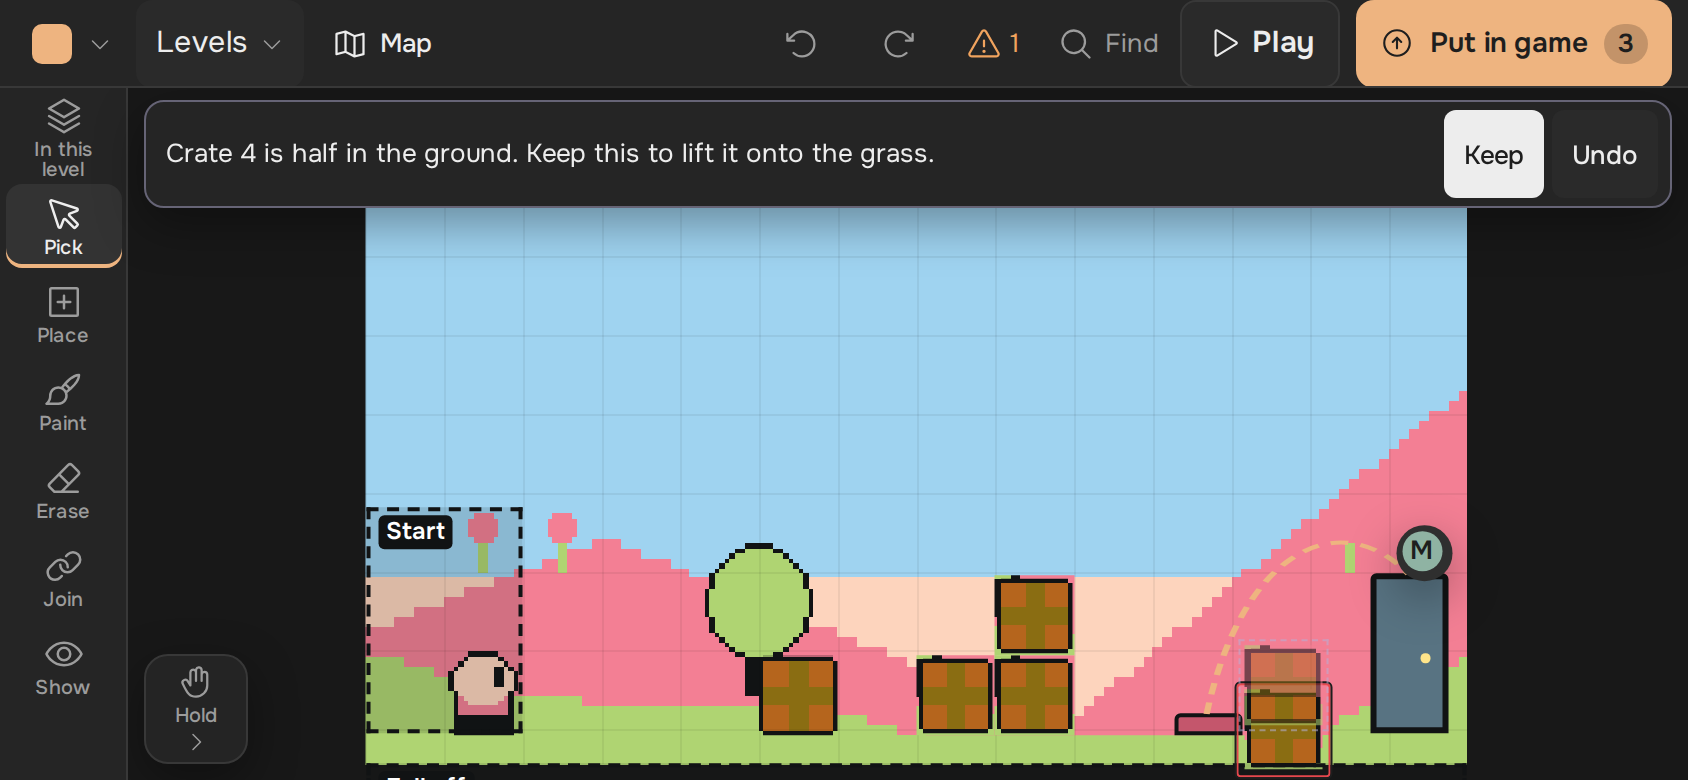 Levels
Map
1
Find
Play
Put in game 3
In this
level
Pick
Place
Paint
Erase
Join
Show
Crate 4 is half in the ground. Keep this to lift it onto the grass.
Keep
Undo
Start
M
Hold